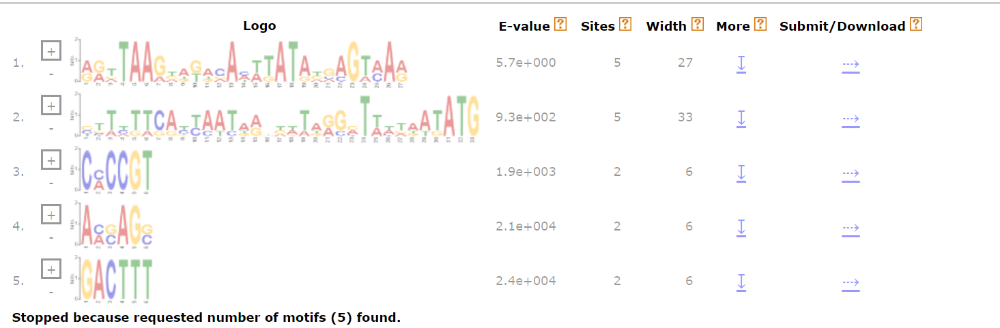 Logo E-value ? Sites ? Width ? More ? Submit/Download ?
1. + - 5.7e+000 5 27
2. + - 9.3e+002 5 33
3. + - 1.9e+003 2 6
4. + - 2.1e+004 2 6
5. + - GACTTT 2.4e+004 2 6
Stopped because requested number of motifs (5) found.